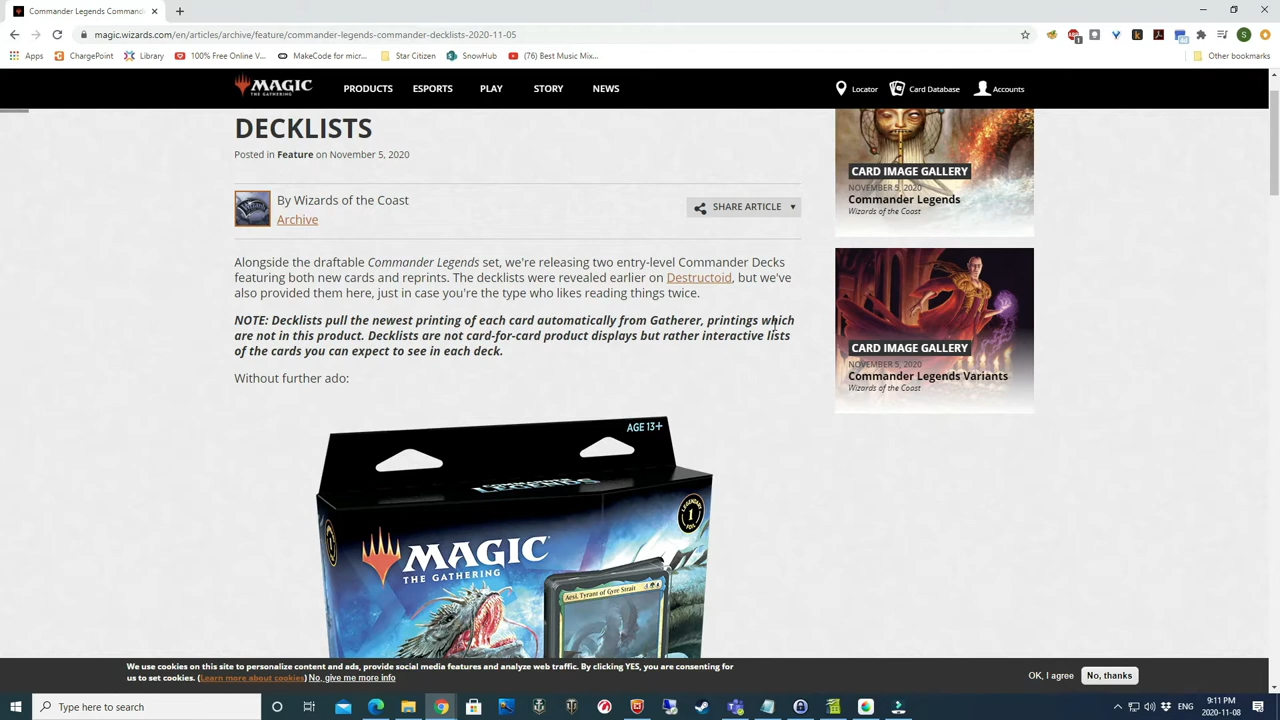 Commander Legends Command
magic.wizards.com/en/articles/archive/feature/commander-legends-commander-decklists-2020-11-05
Apps
ChargePoint
Library
100% Free Online V...
MakeCode for micr...
Star Citizen
SnowHub
(76) Best Music Mix...
Other bookmarks
MAGIC
THE GATHERING
PRODUCTS
ESPORTS
PLAY
STORY
NEWS
Locator
Card Database
Accounts
DECKLISTS
Posted in Feature on November 5, 2020
By Wizards of the Coast
Archive
SHARE ARTICLE
Alongside the draftable Commander Legends set, we're releasing two entry-level Commander Decks
featuring both new cards and reprints. The decklists were revealed earlier on Destructoid, but we've
also provided them here, just in case you're the type who likes reading things twice.
NOTE: Decklists pull the newest printing of each card automatically from Gatherer, printings which
are not in this product. Decklists are not card-for-card product displays but rather interactive lists
of the cards you can expect to see in each deck.
Without further ado:
CARD IMAGE GALLERY
NOVEMBER 5, 2020
Commander Legends
Wizards of the Coast
CARD IMAGE GALLERY
NOVEMBER 5, 2020
Commander Legends Variants
Wizards of the Coast
AGE 13+
LEGENDS
1
MAGIC
THE GATHERING
Aesi, Tyrant of Gyre Strait
We use cookies on this site to personalize content and ads, provide social media features and analyze web traffic. By clicking YES, you are consenting for
us to set cookies. (Learn more about cookies) No, give me more info
OK, I agree
No, thanks
Type here to search
ENG
9:11 PM
2020-11-08